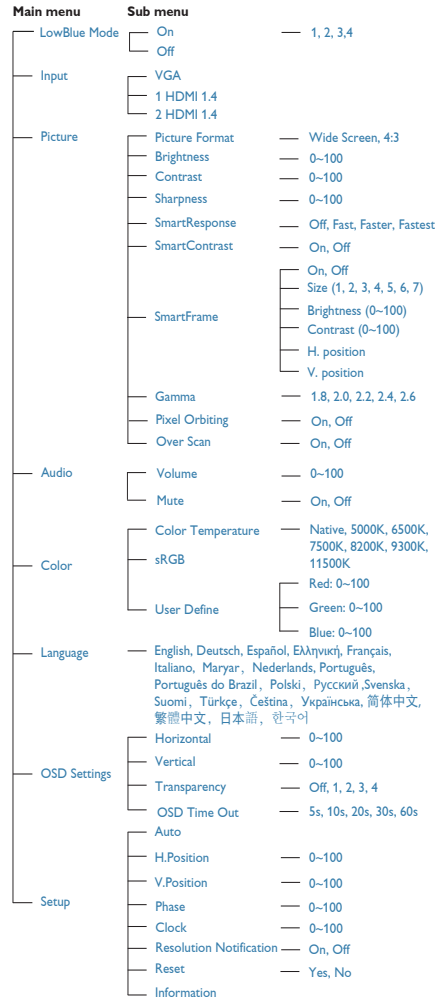 Main menu Sub menu
LowBlue Mode On 1, 2, 3,4
Off
Input VGA
1 HDMI 1.4
2 HDMI 1.4
Picture Picture Format Wide Screen, 4:3
Brightness 0~100
Contrast 0~100
Sharpness 0~100
SmartResponse Off, Fast, Faster, Fastest
SmartContrast On, Off
SmartFrame On, Off
Size (1, 2, 3, 4, 5, 6, 7)
Brightness (0~100)
Contrast (0~100)
H. position
V. position
Gamma 1.8, 2.0, 2.2, 2.4, 2.6
Pixel Orbiting On, Off
Over Scan On, Off
Audio Volume 0~100
Mute On, Off
Color Color Temperature Native, 5000K, 6500K,
7500K, 8200K, 9300K,
11500K
sRGB
User Define Red: 0~100
Green: 0~100
Blue: 0~100
Language English, Deutsch, Español, Ελληνική, Français,
Italiano, Maryar, Nederlands, Português,
Português do Brazil, Polski, Русский ,Svenska,
Suomi, Türkçe, Čeština, Українська, 简体中文,
繁體中文, 日本語, 한국어
OSD Settings Horizontal 0~100
Vertical 0~100
Transparency Off, 1, 2, 3, 4
OSD Time Out 5s, 10s, 20s, 30s, 60s
Setup Auto
H.Position 0~100
V.Position 0~100
Phase 0~100
Clock 0~100
Resolution Notification On, Off
Reset Yes, No
Information